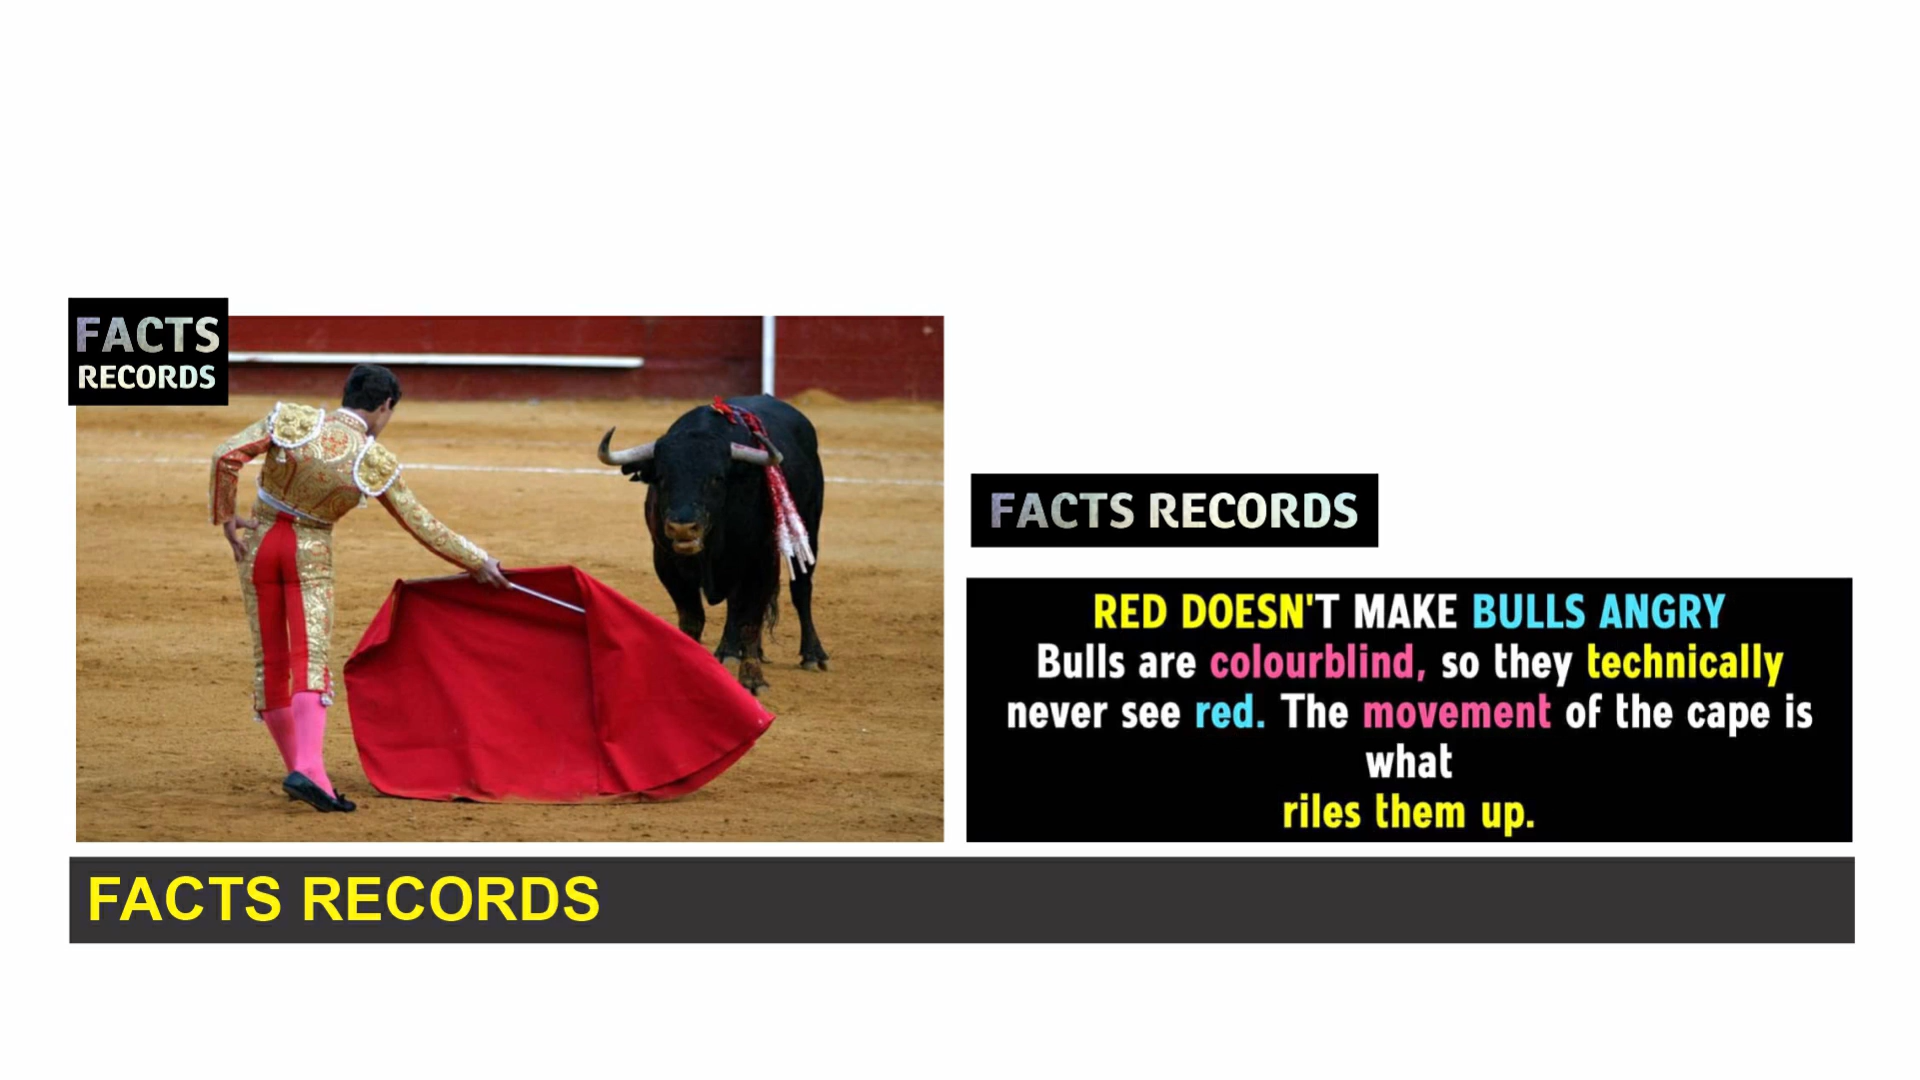 FACTS
RECORDS
FACTS RECORDS
RED DOESN'T MAKE BULLS ANGRY
Bulls are colourblind, so they technically
never see red. The movement of the cape is
what
riles them up.
FACTS RECORDS